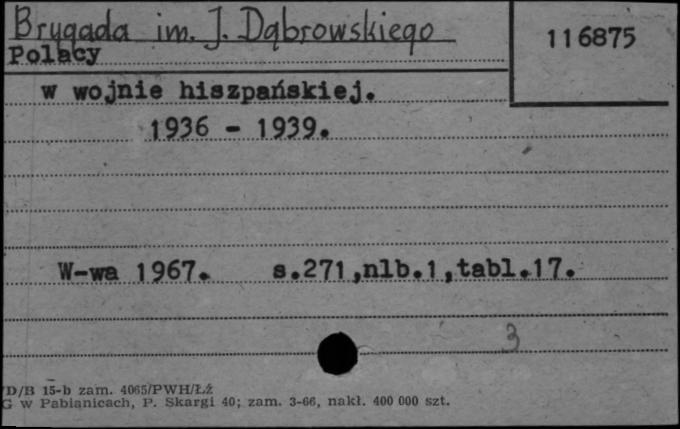 Brygada im. J. Dąbrowskiego
116875
Polacy
w wojnie hiszpańskiej.
1936 - 1939.
W-wa 1967. s.271,nlb.1,tabl.17.
3
/D/B 15-b zam. 4065/PWH/Łź
G w Pabianicach, P. Skargi 40; zam. 3-66, nakł. 400 000 szt.